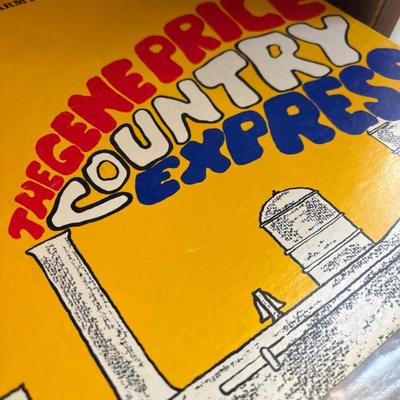 THE GENE PRICE
COUNTRY
EXPRESS